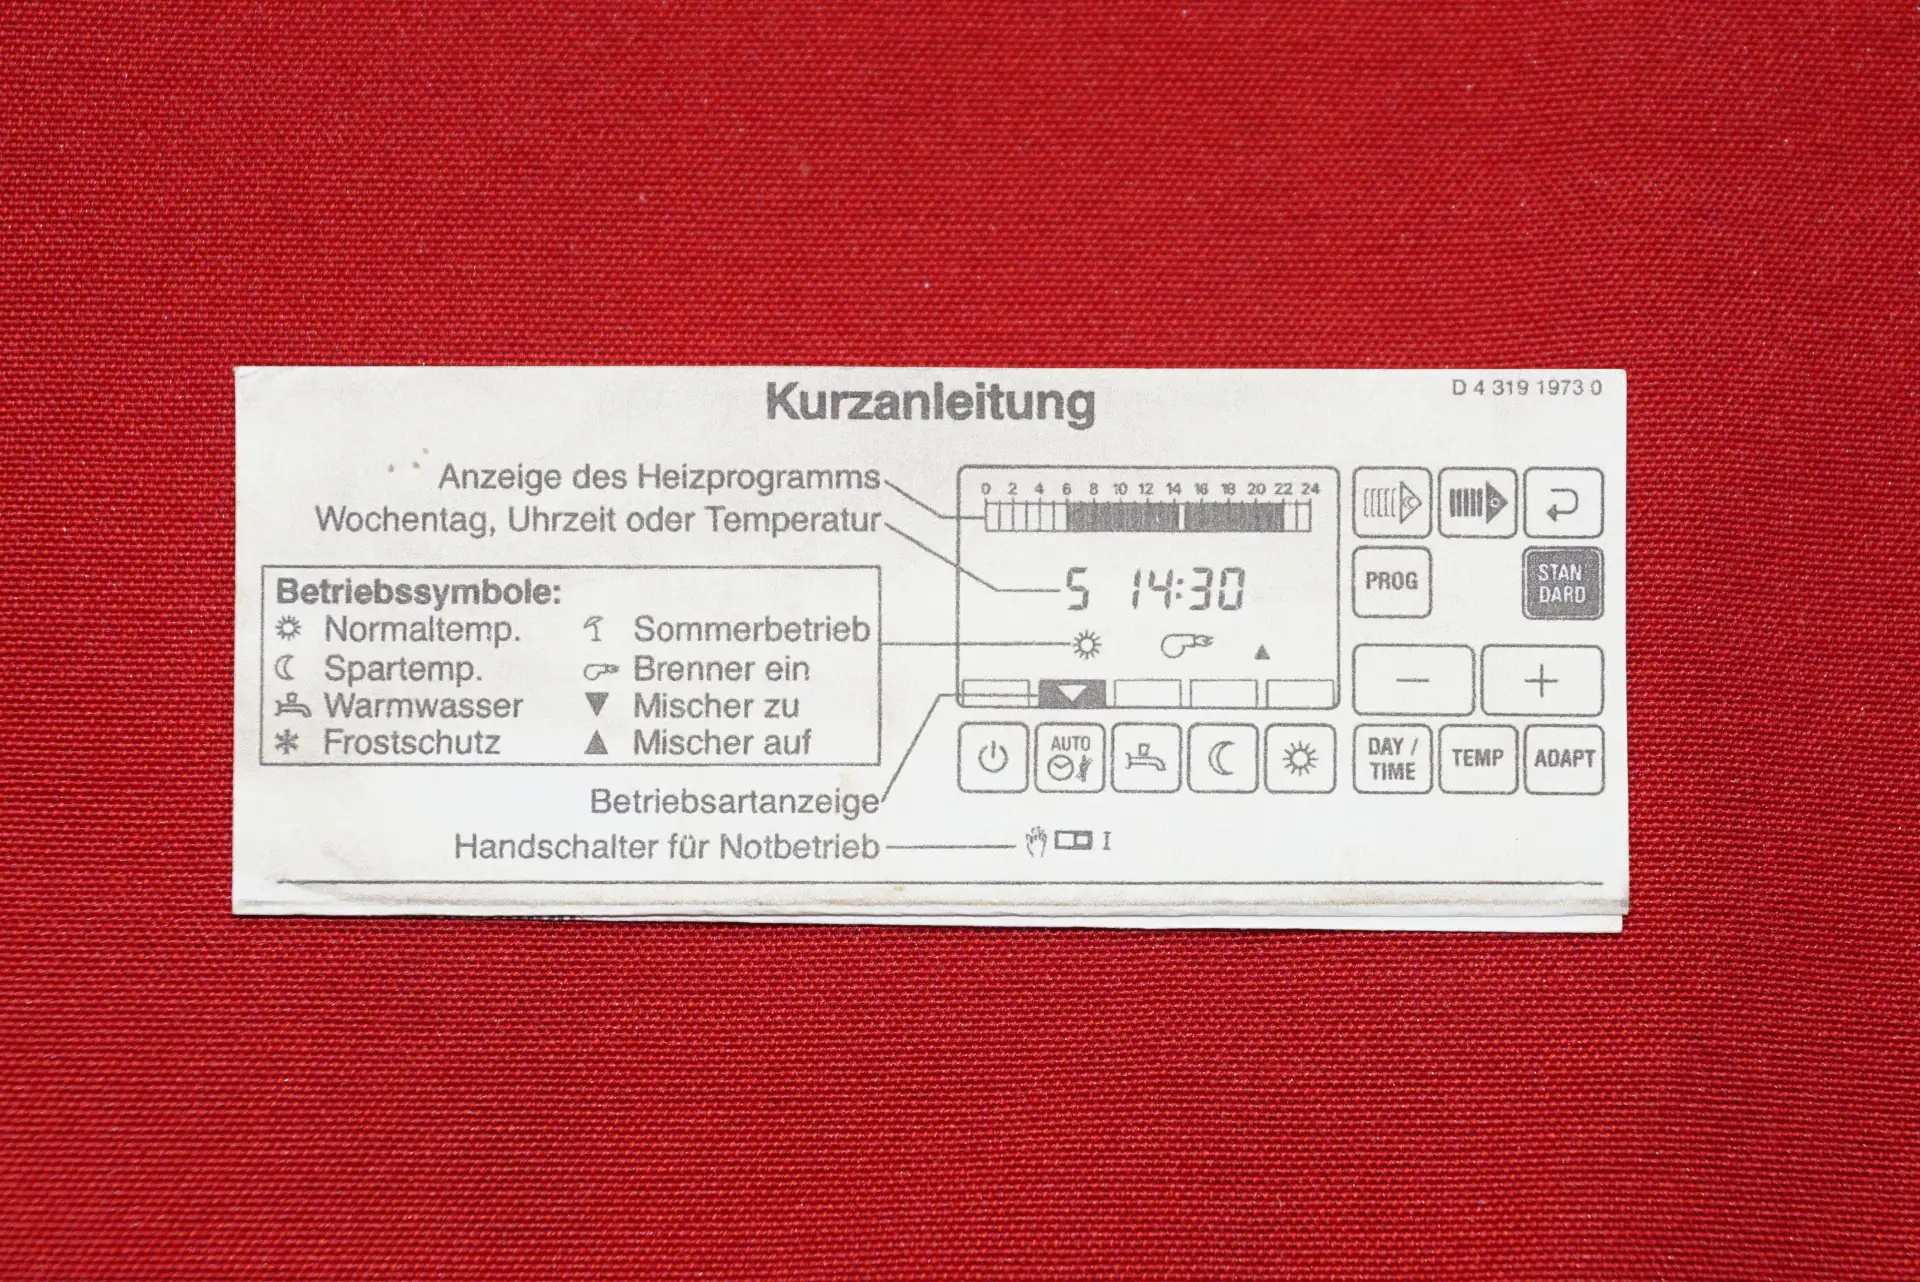 Kurzanleitung
D 4 319 1973 0
Anzeige des Heizprogramms
Wochentag, Uhrzeit oder Temperatur
0 2 4 6 8 10 12 14 16 18 20 22 24
5 14:30
Betriebssymbole:
Normaltemp. Sommerbetrieb
Spartemp. Brenner ein
Warmwasser Mischer zu
Frostschutz Mischer auf
PROG
STAN
DARD
− +
AUTO
DAY /
TIME
TEMP
ADAPT
Betriebsartanzeige
Handschalter für Notbetrieb
I